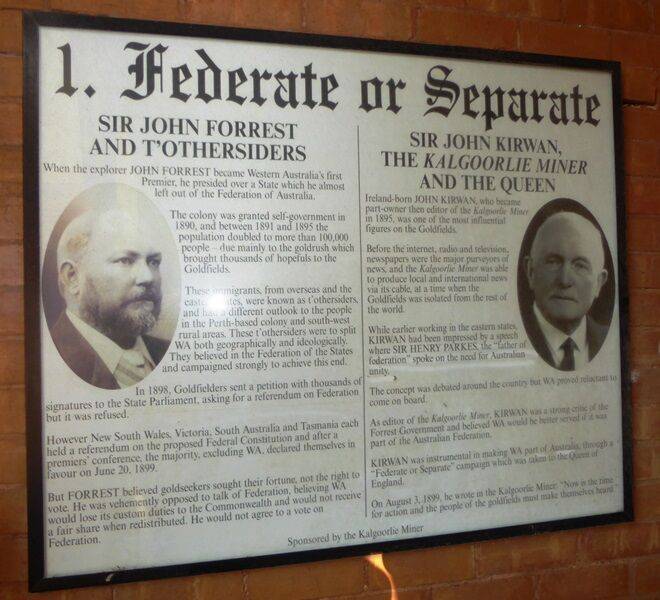 1. Federate or Separate
SIR JOHN FORREST
AND T'OTHERSIDERS
When the explorer JOHN FORREST became Western Australia's first
Premier, he presided over a State which he almost
left out of the Federation of Australia.
The colony was granted self-government in
1890, and between 1891 and 1895 the
population doubled to more than 100,000
people – due mainly to the goldrush which
brought thousands of hopefuls to the
Goldfields.
These immigrants, from overseas and the
eastern states, were known as t'othersiders,
and had a different outlook to the people
in the Perth-based colony and south-west
rural areas. These t'othersiders were to split
WA both geographically and ideologically.
They believed in the Federation of the States
and campaigned strongly to achieve this end.
In 1898, Goldfielders sent a petition with thousands of
signatures to the State Parliament, asking for a referendum on Federation
but it was refused.
However New South Wales, Victoria, South Australia and Tasmania each
held a referendum on the proposed Federal Constitution and after a
premiers' conference, the majority, excluding WA, declared themselves in
favour on June 20, 1899.
But FORREST believed goldseekers sought their fortune, not the right to
vote. He was vehemently opposed to talk of Federation, believing WA
would lose its custom duties to the Commonwealth and would not receive
a fair share when redistributed. He would not agree to a vote on
Federation.
SIR JOHN KIRWAN,
THE KALGOORLIE MINER
AND THE QUEEN
Ireland-born JOHN KIRWAN, who became
part-owner then editor of the Kalgoorlie Miner
in 1895, was one of the most influential
figures on the Goldfields.
Before the internet, radio and television,
newspapers were the major purveyors of
news, and the Kalgoorlie Miner was able
to produce local and international news
via its cable, at a time when the
Goldfields was isolated from the rest of
the world.
While earlier working in the eastern states,
KIRWAN had been impressed by a speech
where SIR HENRY PARKES, the "father of
federation" spoke on the need for Australian
unity.
The concept was debated around the country but WA proved reluctant to
come on board.
As editor of the Kalgoorlie Miner, KIRWAN was a strong critic of the
Forrest Government and believed WA would be better served if it was
part of the Australian Federation.
KIRWAN was instrumental in making WA part of Australia, through a
"Federate or Separate" campaign which was taken to the Queen of
England.
On August 3, 1899, he wrote in the Kalgoorlie Miner: "Now is the time
for action and the people of the goldfields must make themselves heard
Sponsored by the Kalgoorlie Miner